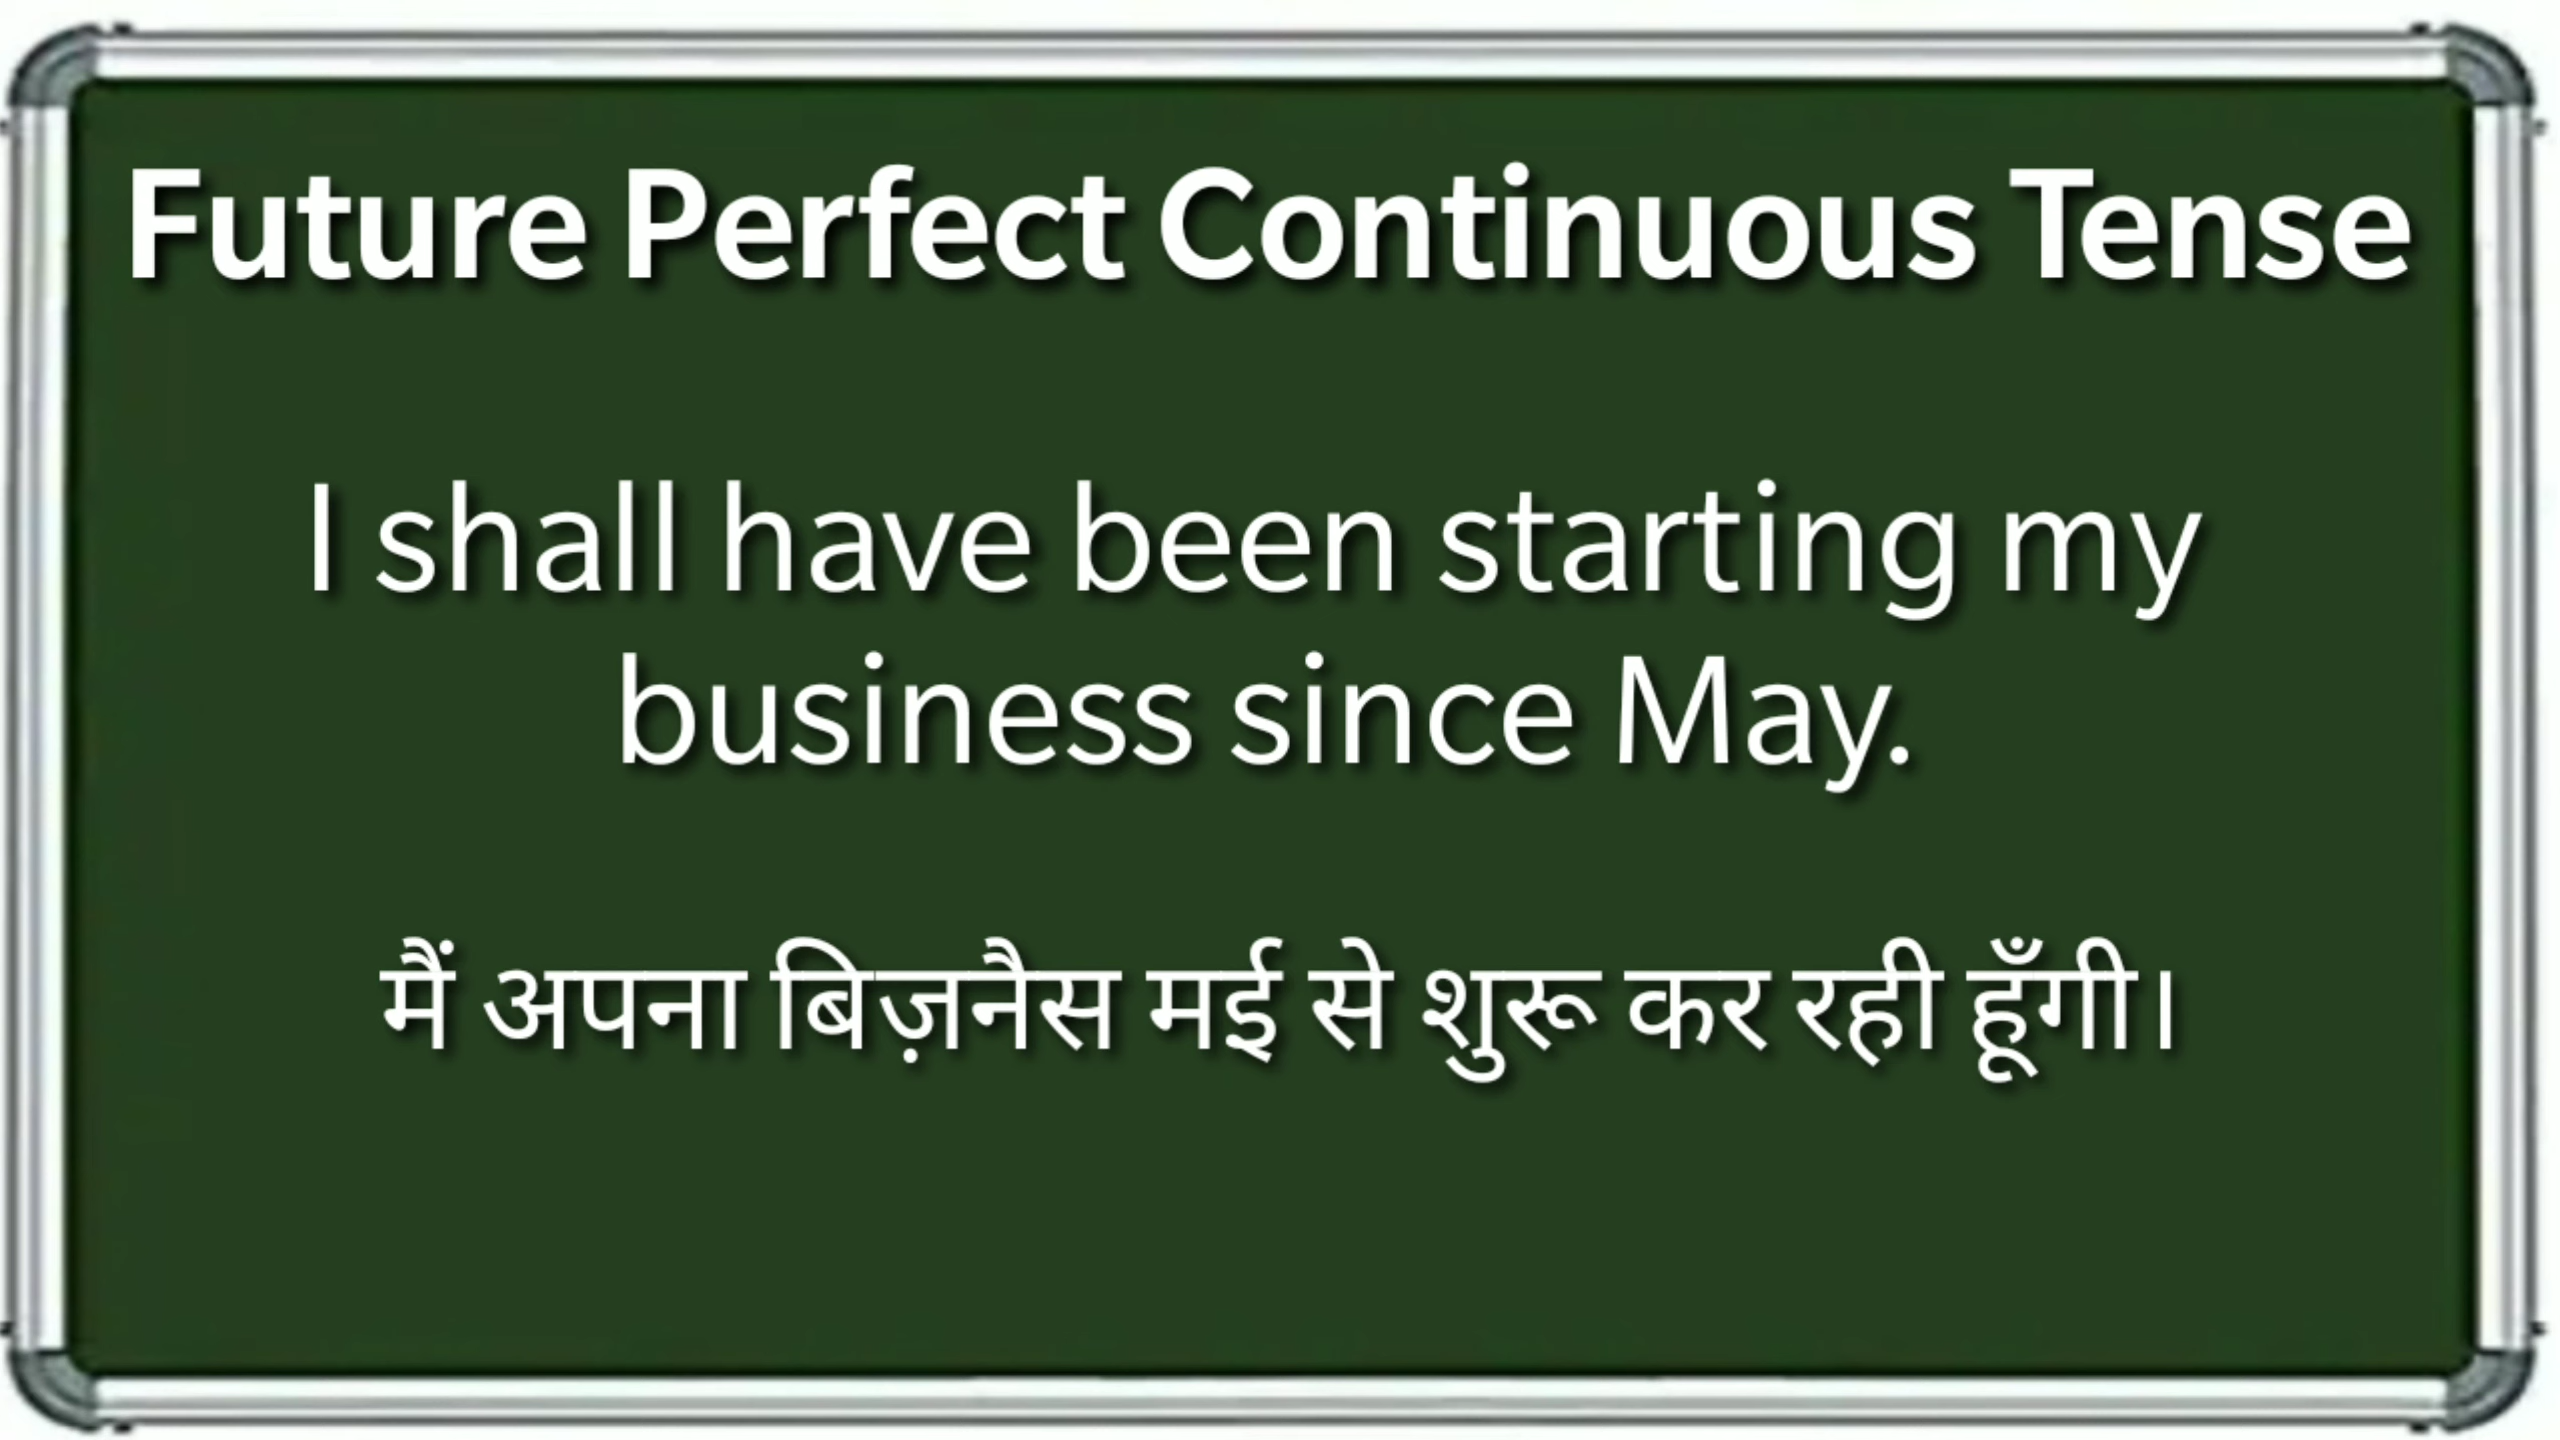 Future Perfect Continuous Tense
I shall have been starting my
business since May.
मैं अपना बिज़नैस मई से शुरू कर रही हूँगी।